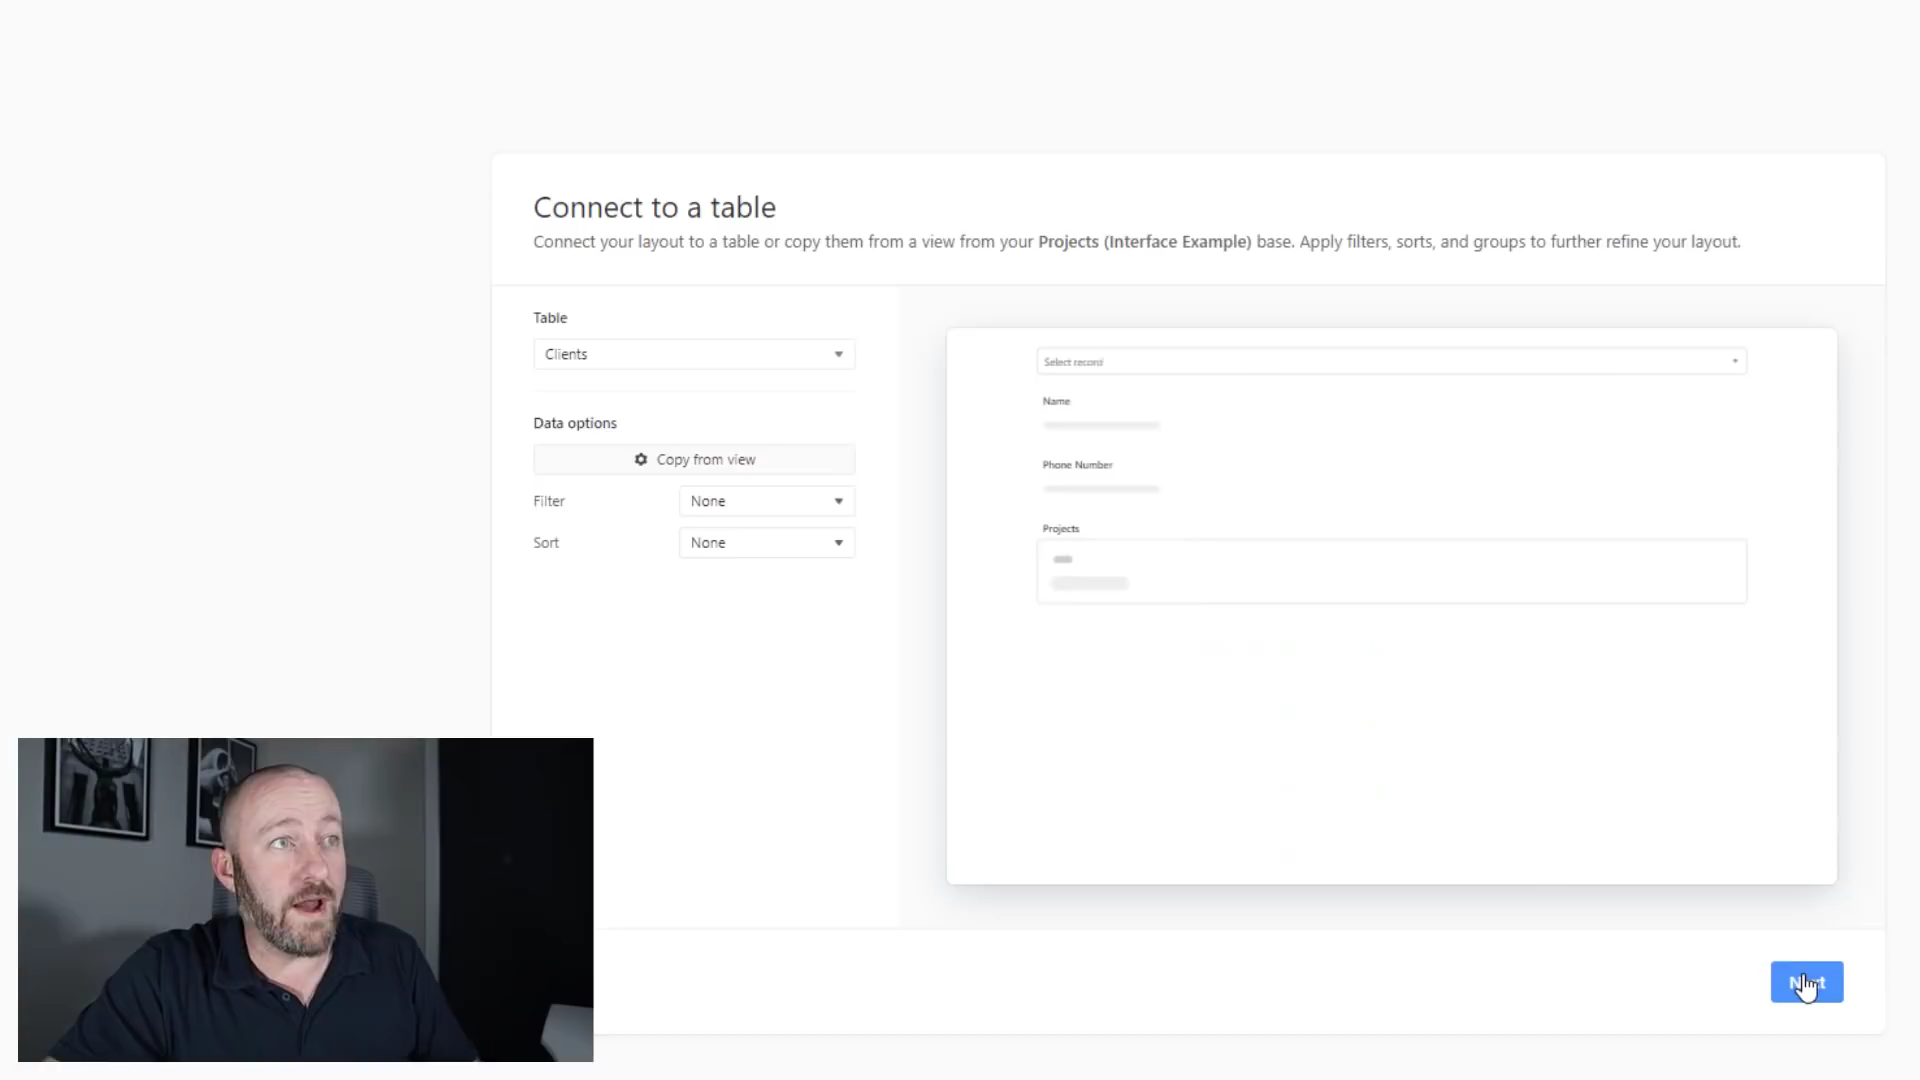 Connect to a table
Connect your layout to a table or copy them from a view from your Projects (Interface Example) base. Apply filters, sorts, and groups to further refine your layout.
Table
Clients
Data options
Copy from view
Filter
None
Sort
None
Select record
Name
Phone Number
Projects
Next